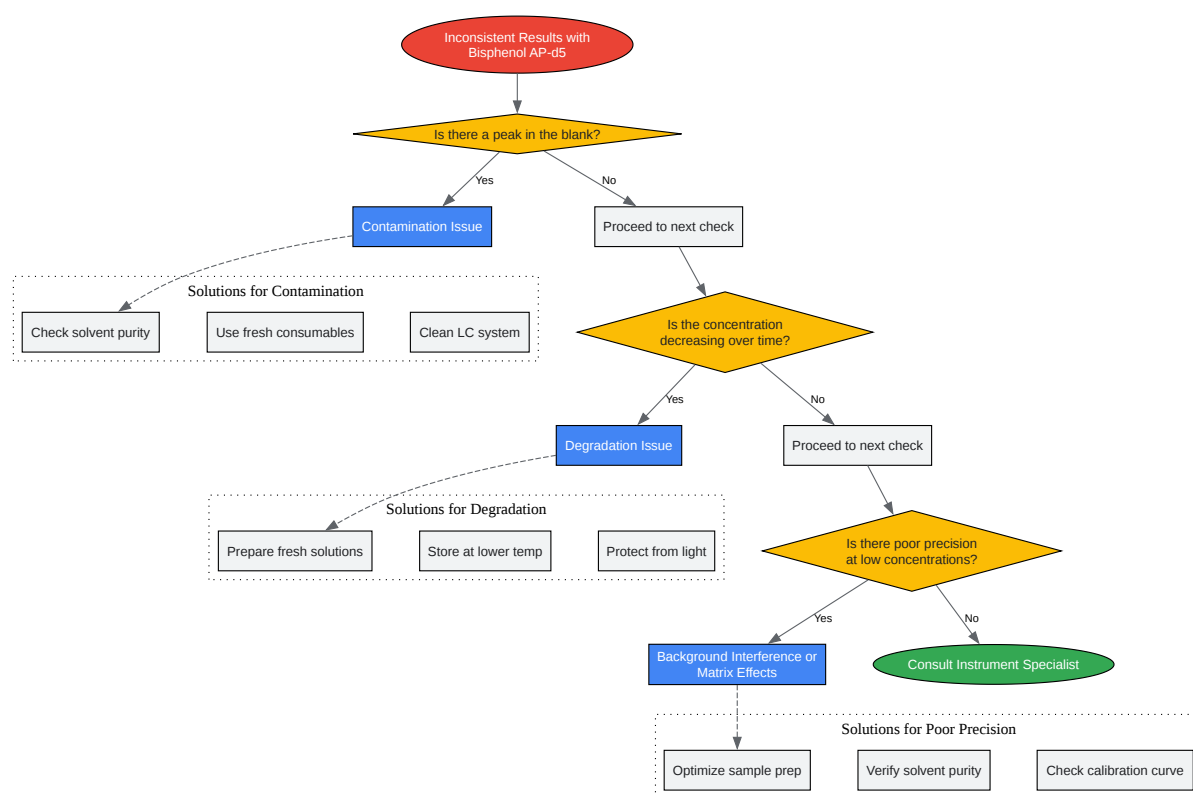 Inconsistent Results with
Bisphenol AP-d5
Is there a peak in the blank?
Yes
No
Contamination Issue
Proceed to next check
Solutions for Contamination
Check solvent purity
Use fresh consumables
Clean LC system
Is the concentration
decreasing over time?
Yes
No
Degradation Issue
Proceed to next check
Solutions for Degradation
Prepare fresh solutions
Store at lower temp
Protect from light
Is there poor precision
at low concentrations?
Yes
No
Background Interference or
Matrix Effects
Consult Instrument Specialist
Solutions for Poor Precision
Optimize sample prep
Verify solvent purity
Check calibration curve